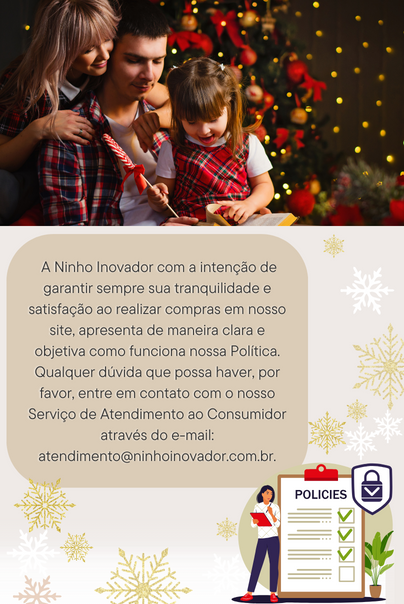 A Ninho Inovador com a intenção de
garantir sempre sua tranquilidade e
satisfação ao realizar compras em nosso
site, apresenta de maneira clara e
objetiva como funciona nossa Política.
Qualquer dúvida que possa haver, por
favor, entre em contato com o nosso
Serviço de Atendimento ao Consumidor
através do e-mail:
atendimento@ninhoinovador.com.br.
POLICIES